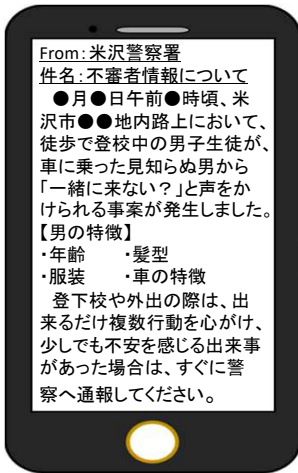 From:米沢警察署
件名:不審者情報について
●月●日午前●時頃、米
沢市●●地内路上において、
徒歩で登校中の男子生徒が、
車に乗った見知らぬ男から
「一緒に来ない?」と声をか
けられる事案が発生しました。
【男の特徴】
・年齢　・髪型
・服装　・車の特徴
登下校や外出の際は、出
来るだけ複数行動を心がけ、
少しでも不安を感じる出来事
があった場合は、すぐに警
察へ通報してください。